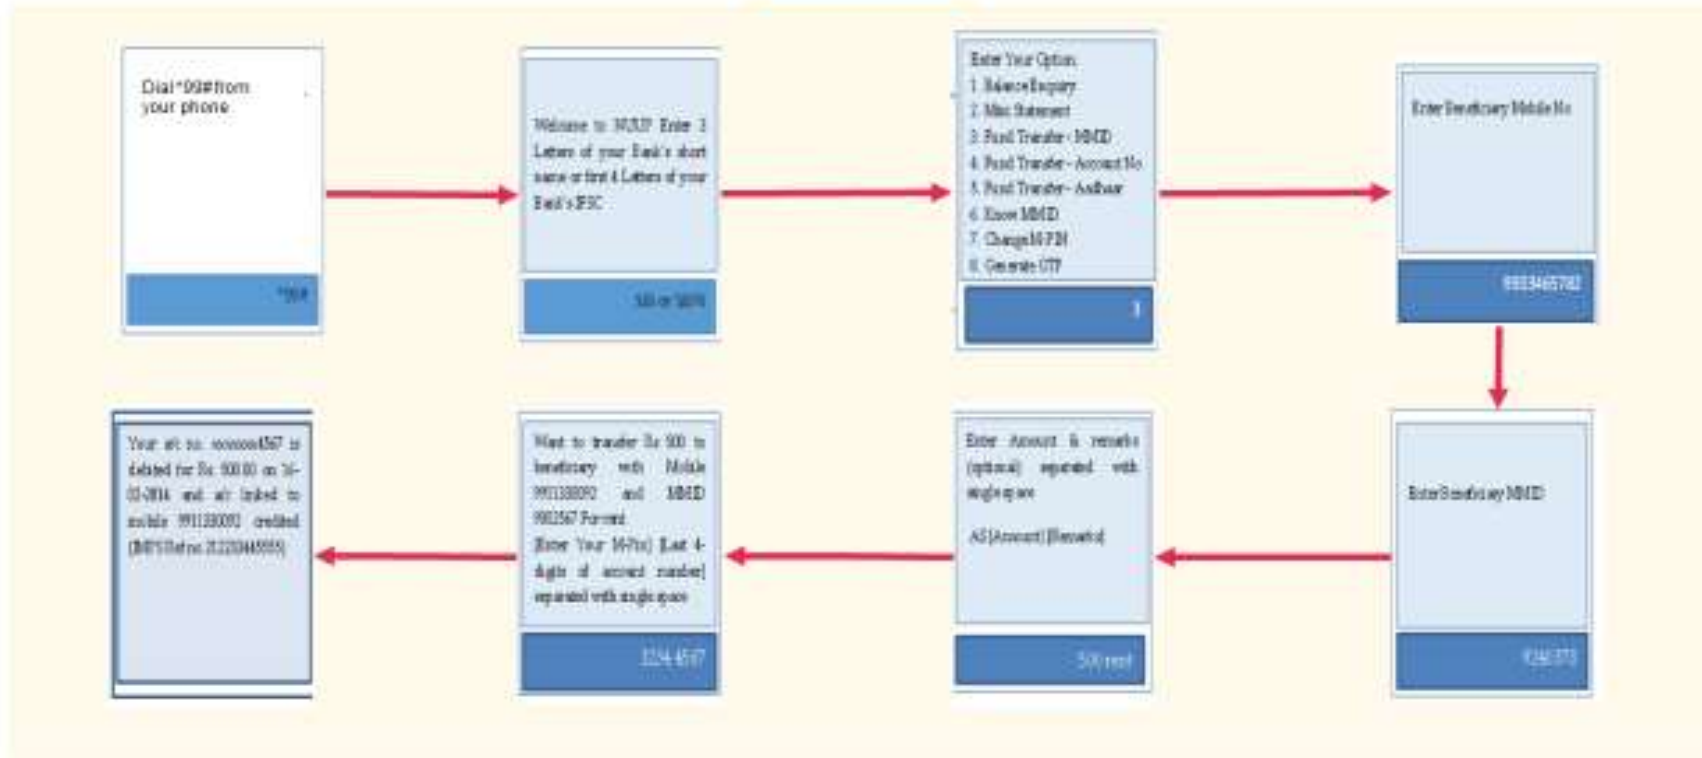 Dial *99# from
your phone
*99#
Welcome to NUUP Enter 3
Letters of your Bank's short
name or first 4 Letters of your
Bank's IFSC
SBI or SBIN
Enter Your Option
1. Balance Enquiry
2. Mini Statement
3. Fund Transfer - MMID
4. Fund Transfer - Account No
5. Fund Transfer - Aadhaar
6. Know MMID
7. Change M-PIN
8. Generate OTP
3
Enter Beneficiary Mobile No
Enter Beneficiary MMID
Enter Amount & remarks
(optional) separated with
single space
[Remarks]
500 rent
Want to transfer Rs 500 to
beneficiary with Mobile
and MMID
[Enter Your M-Pin] [Last 4-
digits of account number]
separated with single space
1234 4567
Your a/c no. is
debited for Rs. 500.00 on
and a/c linked to
mobile credited